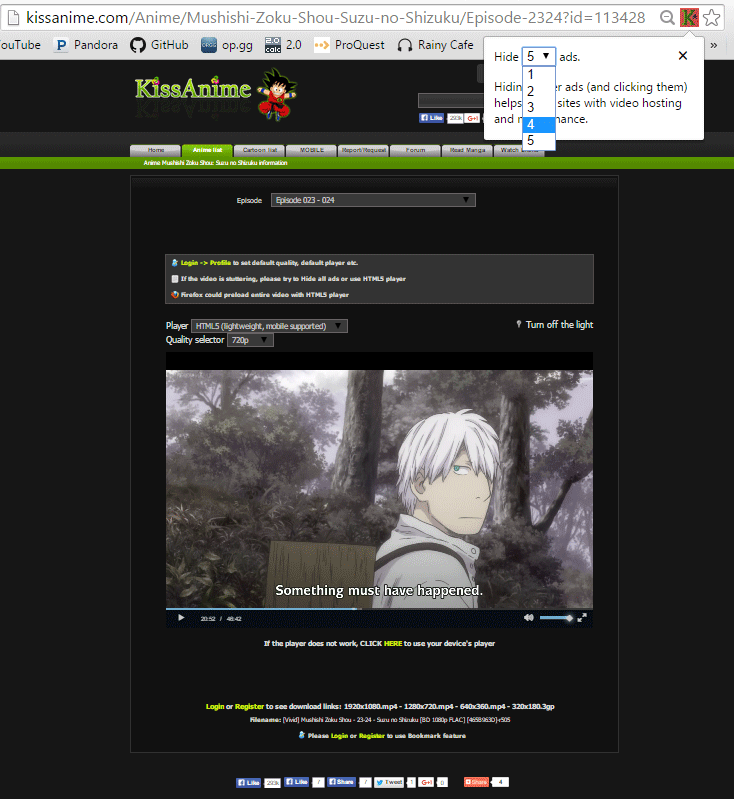 kissanime.com/Anime/Mushishi-Zoku-Shou-Suzu-no-Shizuku/Episode-2324?id=113428
ouTube Pandora GitHub op.gg 2.0 ProQuest Rainy Cafe »
Hide 5 ads. ×
1
2
3
4
5
Hidin er ads (and clicking them)
helps sites with video hosting
and m nance.
KissAnime
Like 293k
Home Anime list Cartoon list MOBILE Report/Request Forum Read Manga Watch
Anime Mushishi Zoku Shou: Suzu no Shizuku information
Episode Episode 023 - 024
Login -> Profile to set default quality, default player etc.
If the video is stuttering, please try to Hide all ads or use HTML5 player
Firefox could preload entire video with HTML5 player
Player HTML5 (lightweight, mobile supported) Turn off the light
Quality selector 720p
Something must have happened.
20:52 / 46:42
If the player does not work, CLICK HERE to use your device's player
Login or Register to see download links: 1920x1080.mp4 - 1280x720.mp4 - 640x360.mp4 - 320x180.3gp
Filename: [Vivid] Mushishi Zoku Shou - 23-24 - Suzu no Shizuku [BD 1080p FLAC] [465B963D]-r505
Please Login or Register to use Bookmark feature
Like 293k Like 7 Share 7 Tweet 1 G+1 0 Share 4